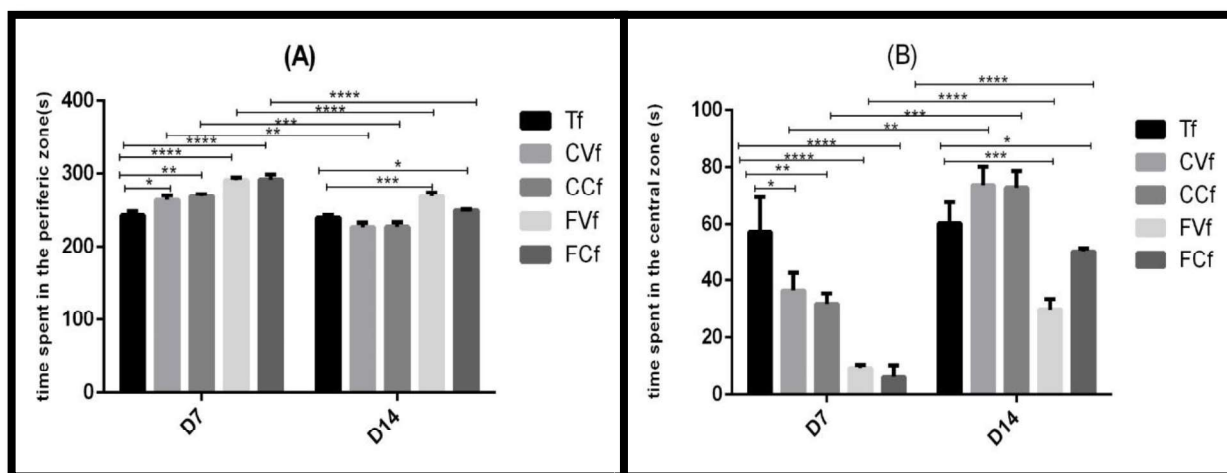 (A)
time spent in the periferic zone(s)
400
300
200
100
0
****
****
***
**
****
****
**
*
*
***
D7
D14
Tf
CVf
CCf
FVf
FCf
(B)
time spent in the central zone (s)
100
80
60
40
20
0
****
****
***
**
****
****
**
*
*
***
D7
D14
Tf
CVf
CCf
FVf
FCf